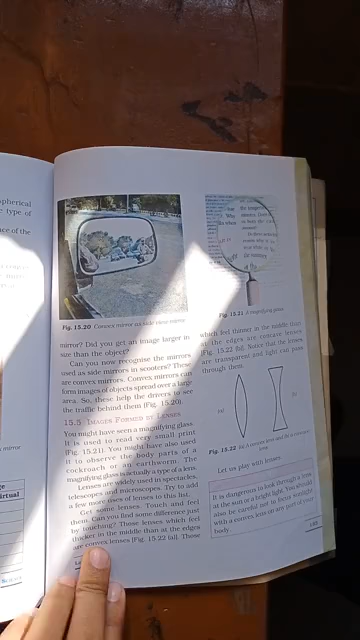 pherical
e type of
ce of the
mirror
ge
irtual
Fig. 15.20 Convex mirror as side view mirror
mirror? Did you get an image larger in
size than the object?
Can you now recognise the mirrors
used as side mirrors in scooters? These
are convex mirrors. Convex mirrors can
form images of objects spread over a large
area. So, these help the drivers to see
the traffic behind them (Fig. 15.20).
15.5 IMAGES FORMED BY LENSES
You might have seen a magnifying glass.
It is used to read very small print
(Fig. 15.21). You might have also used
it to observe the body parts of a
cockroach or an earthworm. The
magnifying glass is actually a type of a lens.
Lenses are widely used in spectacles,
telescopes and microscopes. Try to add
a few more uses of lenses to this list.
Get some lenses. Touch and feel
them. Can you find some difference just
by touching? Those lenses which feel
thicker in the middle than at the edges
are convex lenses [Fig. 15.22 (a)]. Those
Fig. 15.21 A magnifying glass
which feel thinner in the middle than
at the edges are concave lenses
[Fig. 15.22 (b)]. Notice that the lenses
are transparent and light can pass
through them.
(a)
(b)
Fig. 15.22 (a) A convex lens and (b) a concave
lens
Let us play with lenses.
It is dangerous to look through a lens
at the sun or a bright light. You should
also be careful not to focus sunlight
with a convex lens on any part of your
body.